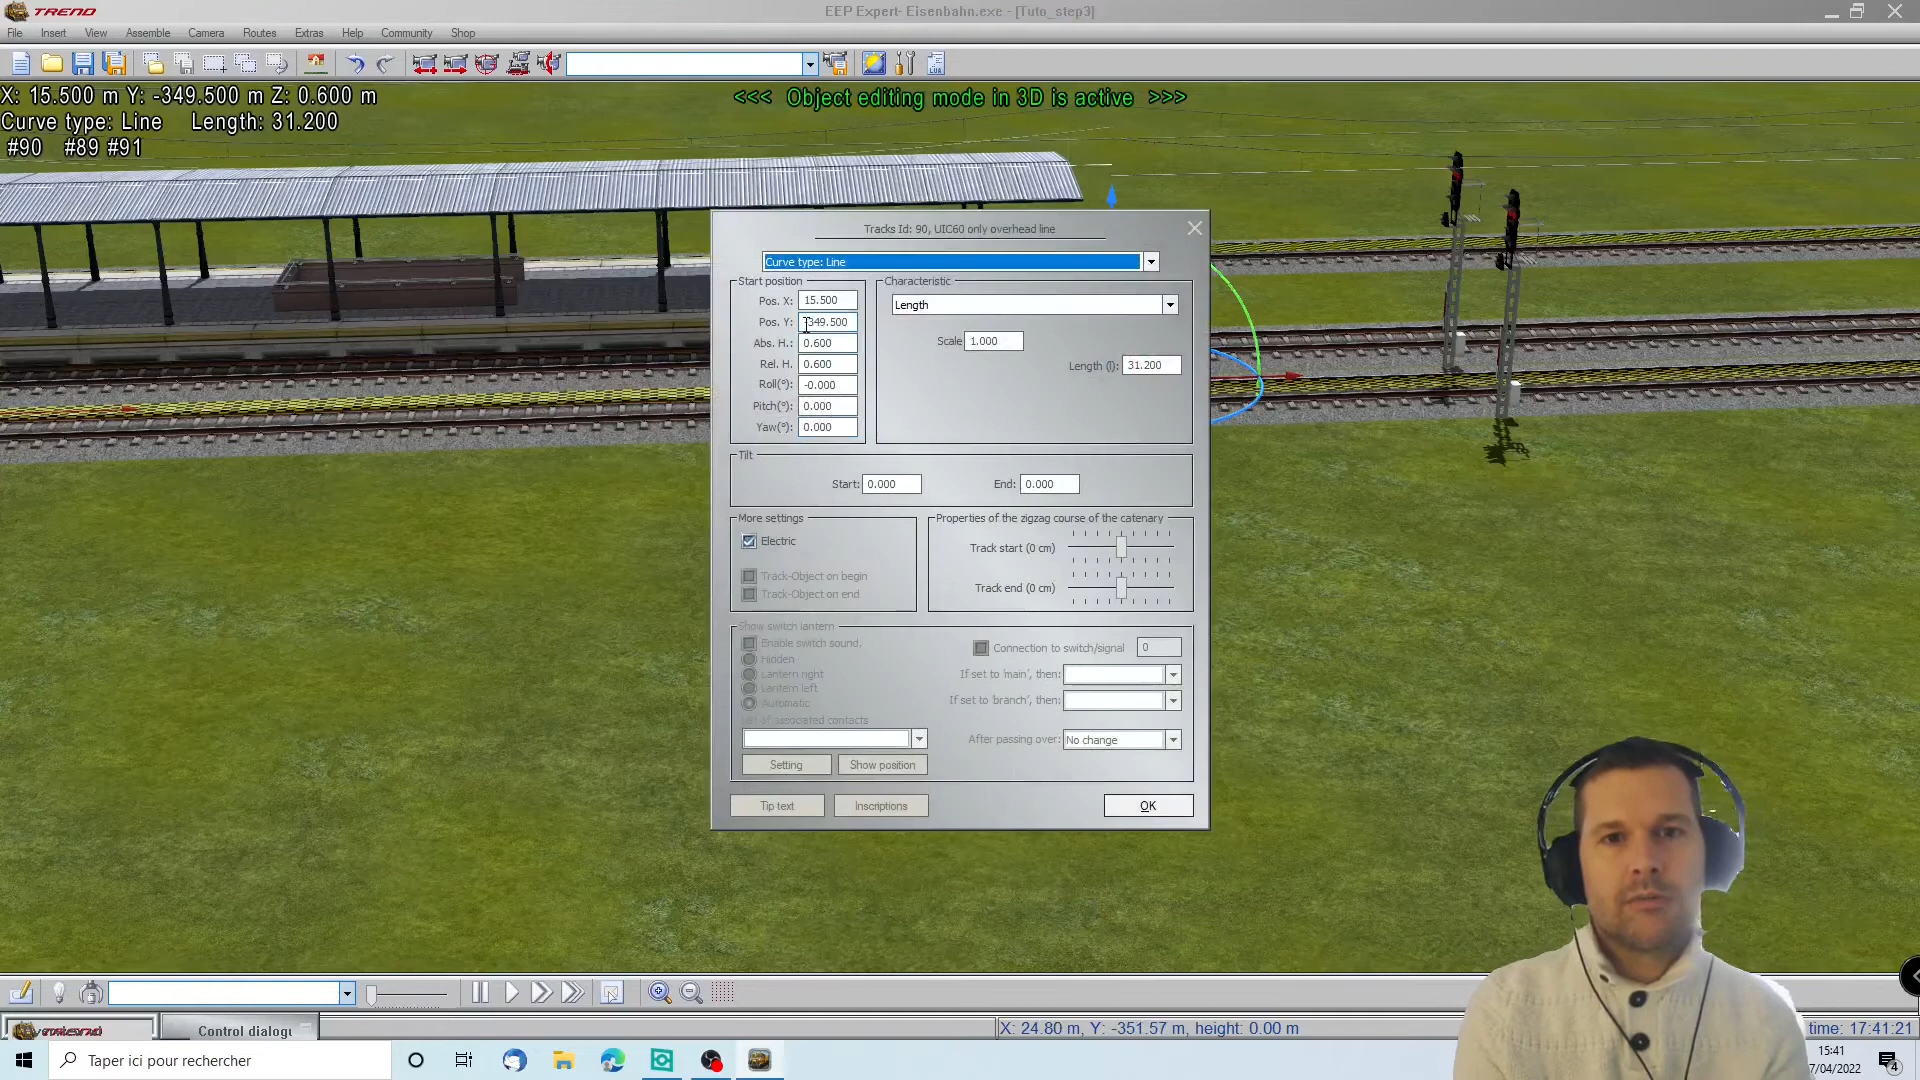 TREND
EEP Expert- Eisenbahn.exe - [Tuto_step3]
File Insert View Assemble Camera Routes Extras Help Community Shop
LUA
X: 15.500 m Y: -349.500 m Z: 0.600 m
<<< Object editing mode in 3D is active >>>
Curve type: Line Length: 31.200
#90 #89 #91
Tracks Id: 90, UIC60 only overhead line
Curve type: Line
Start position
Pos. X: 15.500
Pos. Y: -349.500
Abs. H.: 0.600
Rel. H. 0.600
Roll(°): -0.000
Pitch(°): 0.000
Yaw(°): 0.000
Characteristic
Length
Scale 1.000
Length (l): 31.200
Tilt
Start: 0.000 End: 0.000
More settings
Electric
Track-Object on begin
Track-Object on end
Properties of the zigzag course of the catenary
Track start (0 cm)
Track end (0 cm)
Show switch lantern
Enable switch sound.
Hidden
Lantern right
Lantern left
Automatic
List of associated contacts
Setting Show position
Connection to switch/signal 0
If set to 'main', then:
If set to 'branch', then:
After passing over: No change
Tip text Inscriptions OK
Control dialogu
X: 24.80 m, Y: -351.57 m, height: 0.00 m
time: 17:41:21
Taper ici pour rechercher
15:41
7/04/2022
4